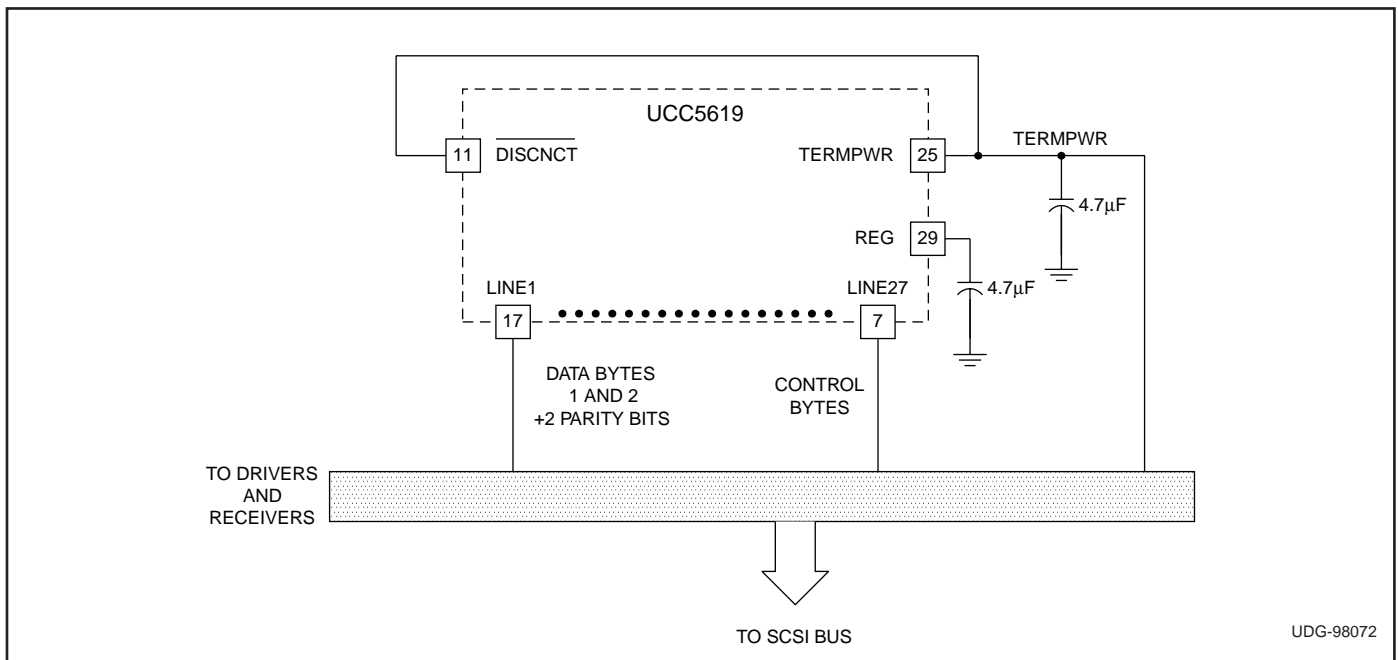 UCC5619
11
DISCNCT
TERMPWR
25
TERMPWR
4.7µF
REG
29
4.7µF
LINE1
LINE27
17
7
DATA BYTES
1 AND 2
+2 PARITY BITS
CONTROL
BYTES
TO DRIVERS
AND
RECEIVERS
TO SCSI BUS
UDG-98072